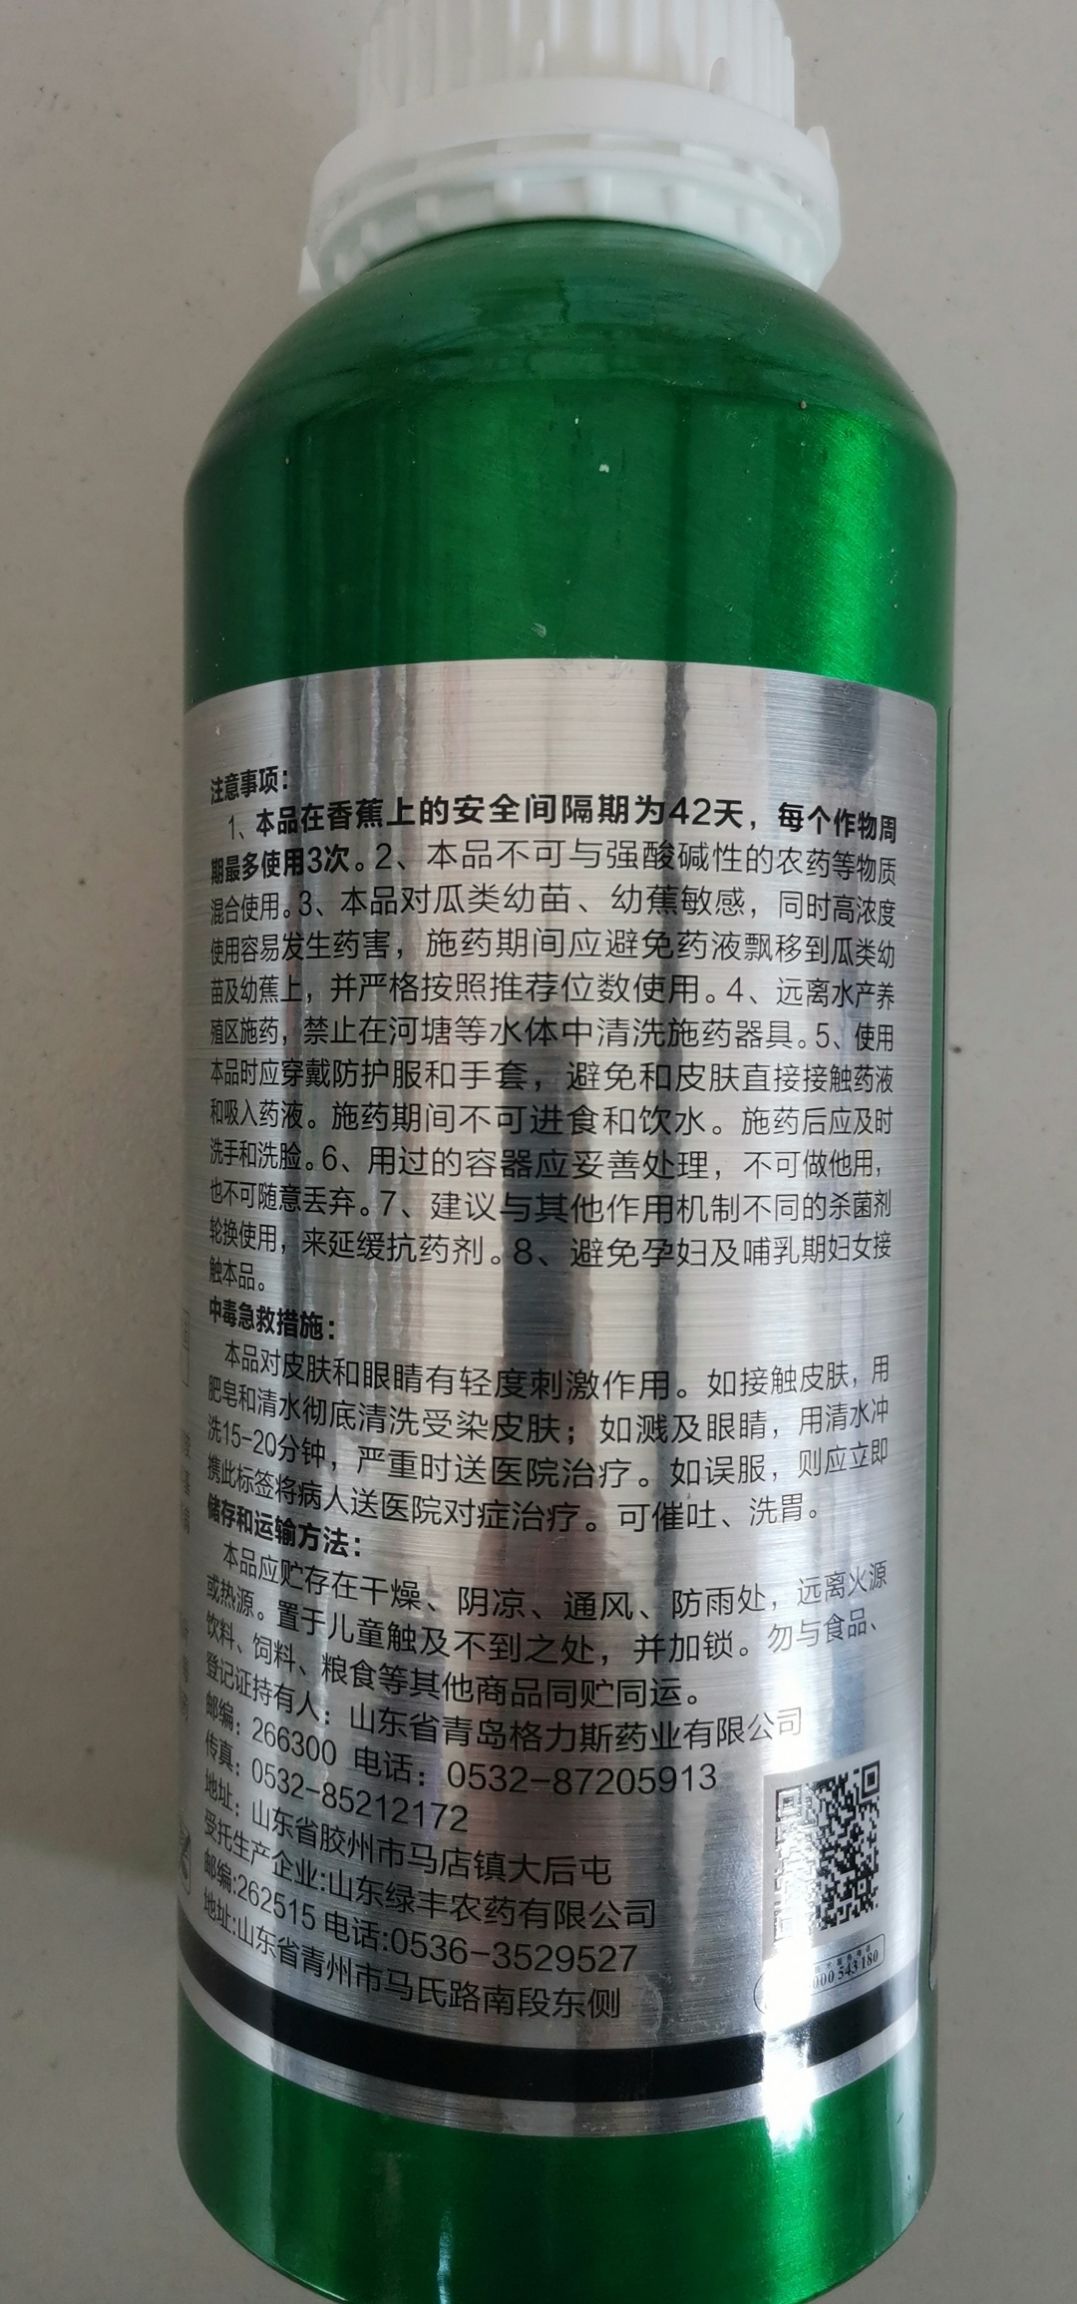 注意事项：
1、本品在香蕉上的安全间隔期为42天，每个作物周
期最多使用3次。2、本品不可与强酸碱性的农药等物质
混合使用。3、本品对瓜类幼苗、幼蕉敏感，同时高浓度
使用容易发生药害，施药期间应避免药液飘移到瓜类幼
苗及幼蕉上，并严格按照推荐位数使用。4、远离水产养
殖区施药，禁止在河塘等水体中清洗施药器具。5、使用
本品时应穿戴防护服和手套，避免和皮肤直接接触药液
和吸入药液。施药期间不可进食和饮水。施药后应及时
洗手和洗脸。6、用过的容器应妥善处理，不可做他用，
也不可随意丢弃。7、建议与其他作用机制不同的杀菌剂
轮换使用，来延缓抗药剂。8、避免孕妇及哺乳期妇女接
触本品。
中毒急救措施：
本品对皮肤和眼睛有轻度刺激作用。如接触皮肤，用
肥皂和清水彻底清洗受染皮肤；如溅及眼睛，用清水冲
洗15-20分钟，严重时送医院治疗。如误服，则应立即
携此标签将病人送医院对症治疗。可催吐、洗胃。
储存和运输方法：
本品应贮存在干燥、阴凉、通风、防雨处，远离火源
或热源。置于儿童触及不到之处，并加锁。勿与食品、
饮料、饲料、粮食等其他商品同贮同运。
登记证持有人：山东省青岛格力斯药业有限公司
邮编：266300 电话：0532-87205913
传真：0532-85212172
地址：山东省胶州市马店镇大后屯
受托生产企业:山东绿丰农药有限公司
邮编:262515 电话:0536-3529527
地址:山东省青州市马氏路南段东侧
000 543 180